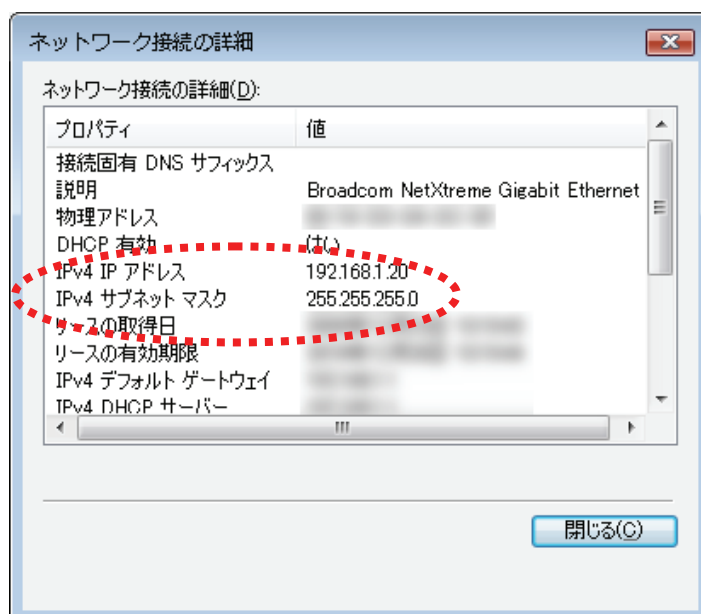 ネットワーク接続の詳細
ネットワーク接続の詳細(D):
プロパティ 値
接続固有 DNS サフィックス
説明 Broadcom NetXtreme Gigabit Ethernet
物理アドレス
DHCP 有効 はい
IPv4 IP アドレス 192.168.1.20
IPv4 サブネット マスク 255.255.255.0
リースの取得日
リースの有効期限
IPv4 デフォルト ゲートウェイ
IPv4 DHCP サーバー
閉じる(C)